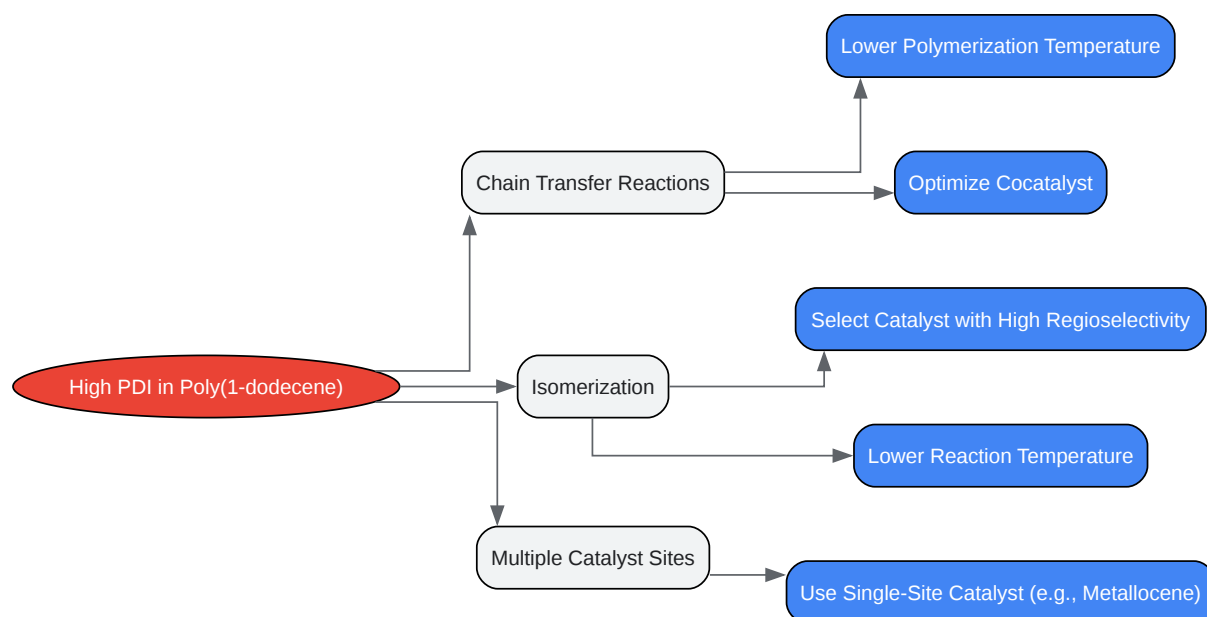 Lower Polymerization Temperature
Chain Transfer Reactions
Optimize Cocatalyst
Select Catalyst with High Regioselectivity
High PDI in Poly(1-dodecene)
Isomerization
Lower Reaction Temperature
Multiple Catalyst Sites
Use Single-Site Catalyst (e.g., Metallocene)